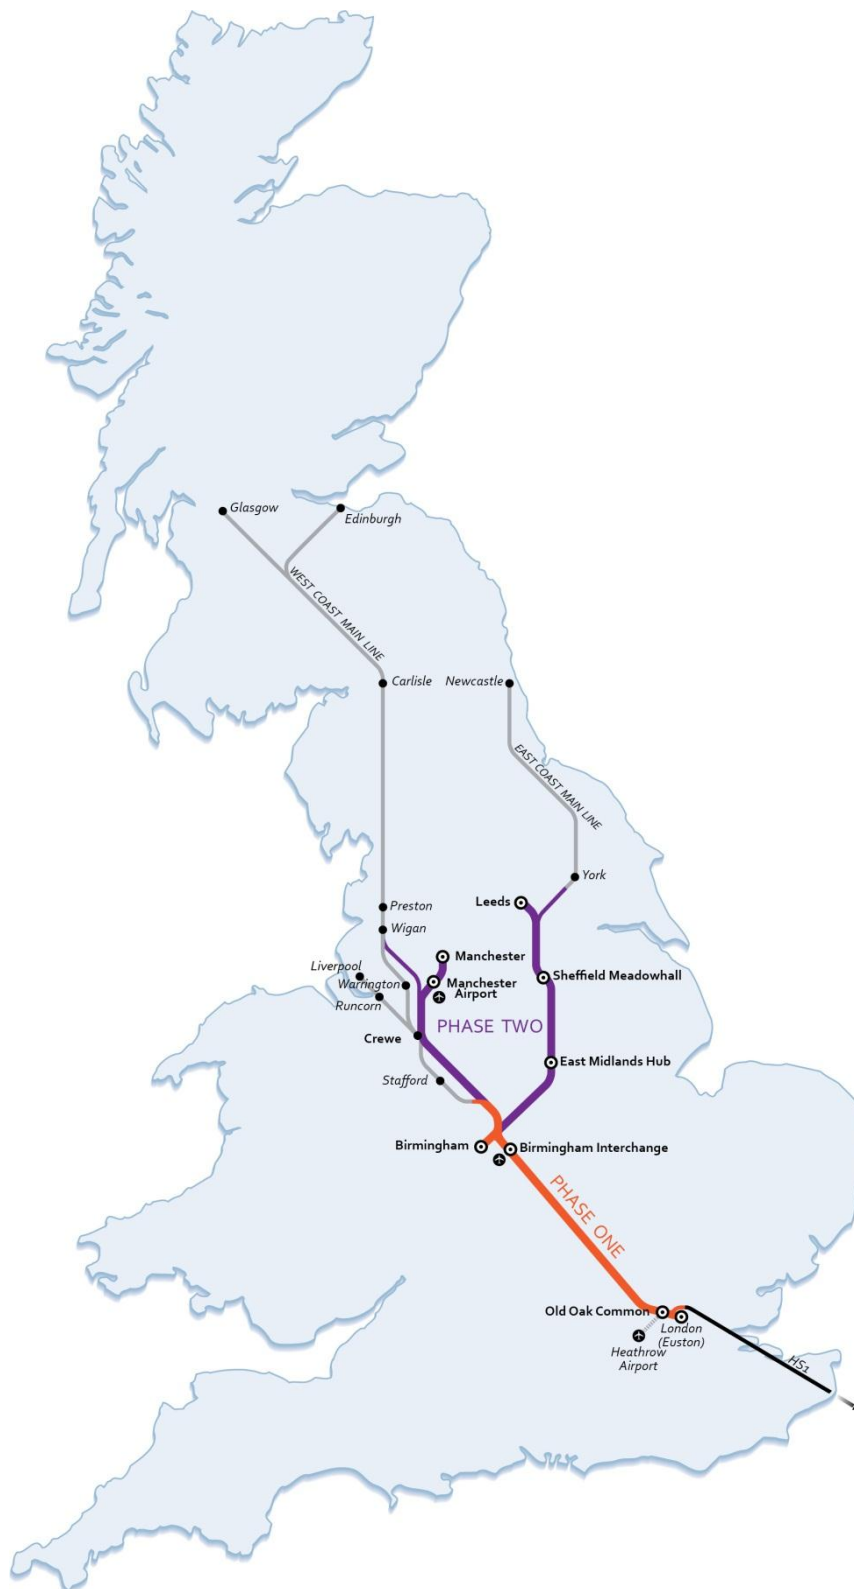 Glasgow
Edinburgh
WEST COAST MAIN LINE
Carlisle
Newcastle
EAST COAST MAIN LINE
York
Leeds
Preston
Wigan
Manchester
Liverpool
Warrington
Manchester
Airport
Sheffield Meadowhall
Runcorn
PHASE TWO
Crewe
East Midlands Hub
Stafford
Birmingham
Birmingham Interchange
PHASE ONE
Old Oak Common
London
(Euston)
Heathrow
Airport
HS1